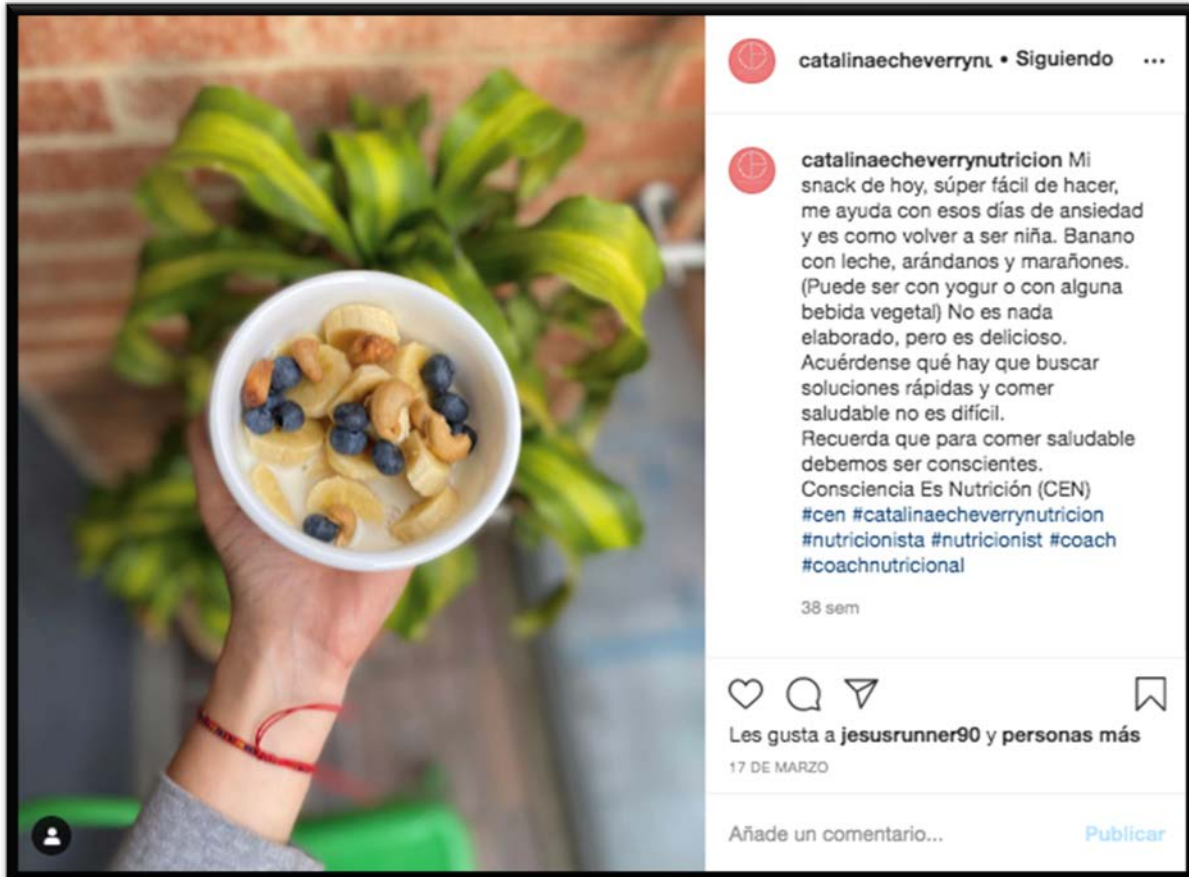 catalinaecheverrynu • Siguiendo
catalinaecheverrynutricion Mi
snack de hoy, súper fácil de hacer,
me ayuda con esos días de ansiedad
y es como volver a ser niña. Banano
con leche, arándanos y marañones.
(Puede ser con yogur o con alguna
bebida vegetal) No es nada
elaborado, pero es delicioso.
Acuérdense qué hay que buscar
soluciones rápidas y comer
saludable no es difícil.
Recuerda que para comer saludable
debemos ser conscientes.
Consciencia Es Nutrición (CEN)
#cen #catalinaecheverrynutricion
#nutricionista #nutricionist #coach
#coachnutricional
38 sem
Les gusta a jesusrunner90 y personas más
17 DE MARZO
Añade un comentario... Publicar